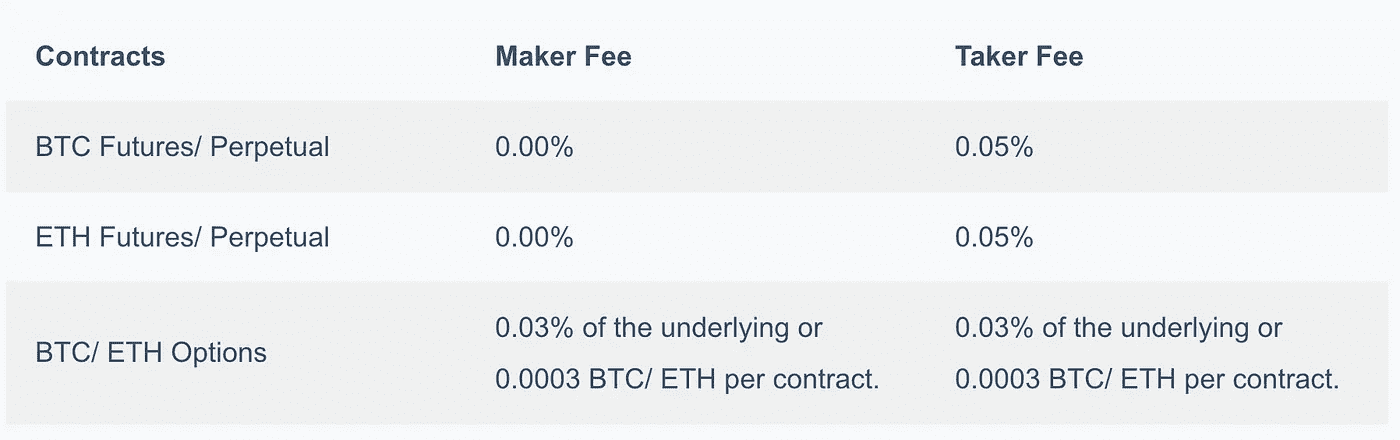 Contracts Maker Fee Taker Fee
BTC Futures/ Perpetual 0.00% 0.05%
ETH Futures/ Perpetual 0.00% 0.05%
BTC/ ETH Options 0.03% of the underlying or 0.03% of the underlying or
0.0003 BTC/ ETH per contract. 0.0003 BTC/ ETH per contract.